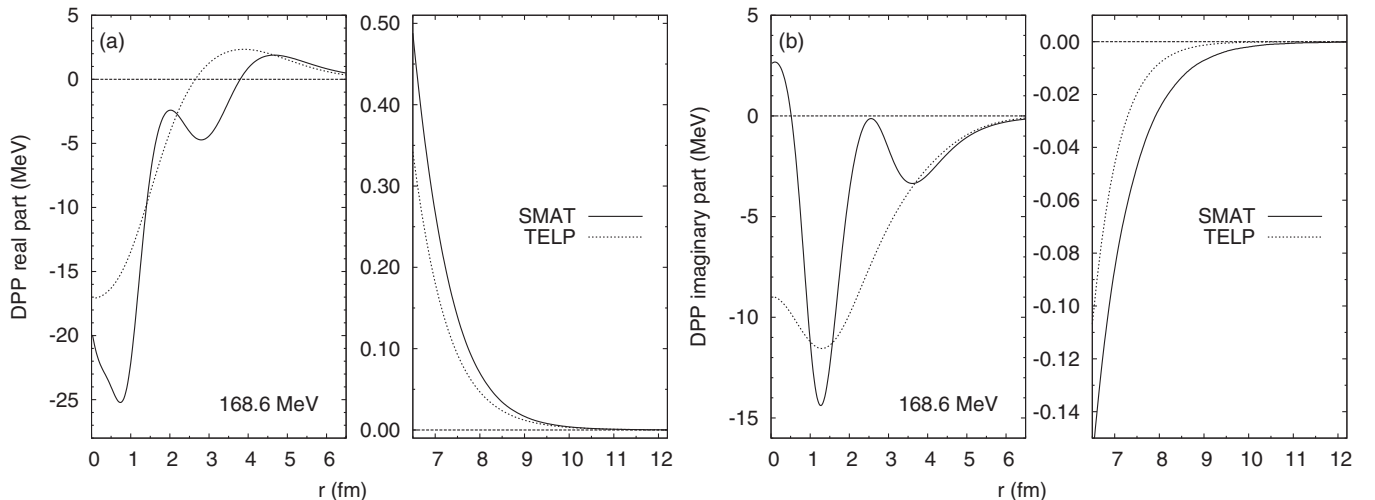 (a)
DPP real part (MeV)
5
0
-5
-10
-15
-20
-25
168.6 MeV
0 1 2 3 4 5 6
0.50
0.40
0.30
0.20
0.10
0.00
SMAT
TELP
7 8 9 10 11 12
r (fm)
(b)
DPP imaginary part (MeV)
5
0
-5
-10
-15
168.6 MeV
0 1 2 3 4 5 6
0.00
-0.02
-0.04
-0.06
-0.08
-0.10
-0.12
-0.14
SMAT
TELP
7 8 9 10 11 12
r (fm)